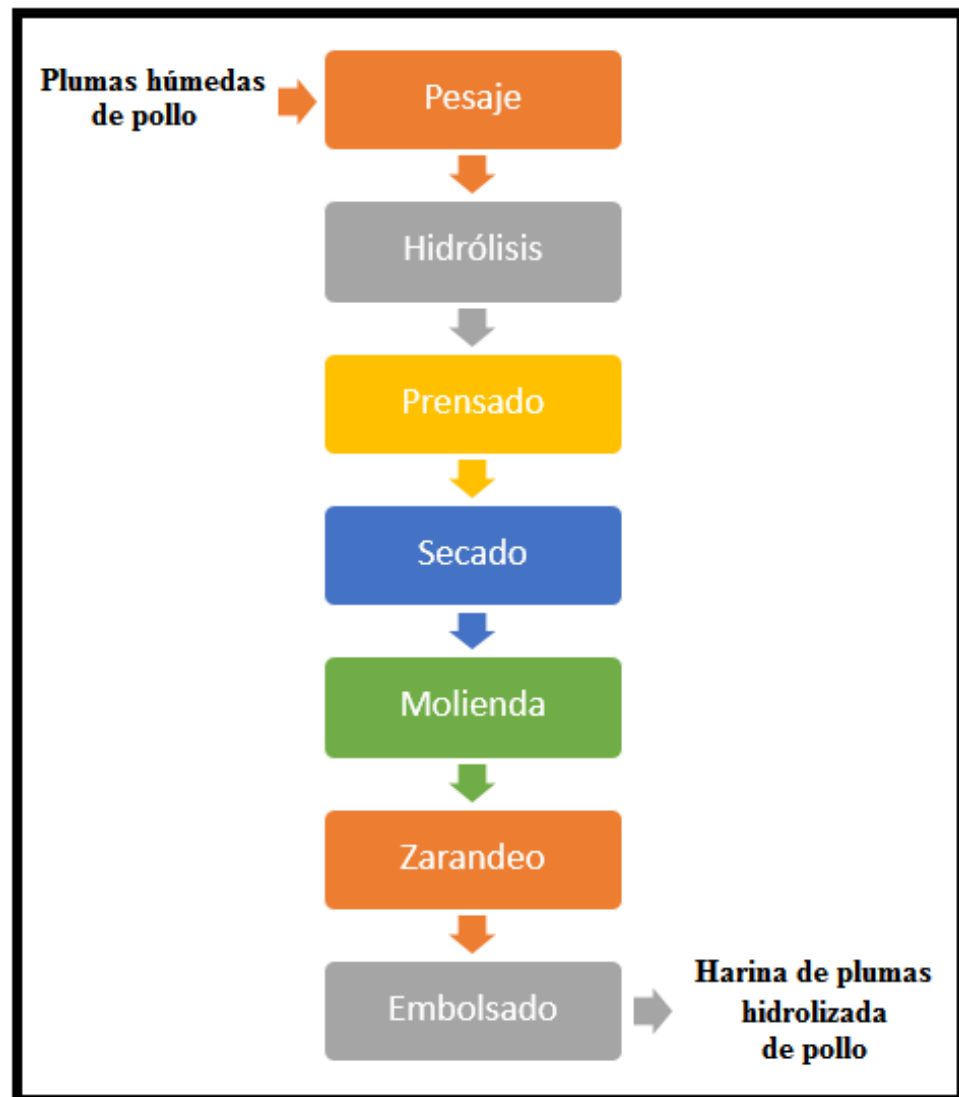 Plumas húmedas
de pollo
Pesaje
Hidrólisis
Prensado
Secado
Molienda
Zarandeo
Embolsado
Harina de plumas
hidrolizada
de pollo